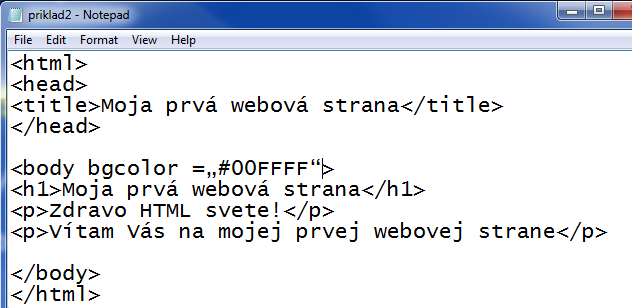 priklad2 - Notepad
File Edit Format View Help
<html>
<head>
<title>Moja prvá webová strana</title>
</head>
<body bgcolor =„#00FFFF“>
<h1>Moja prvá webová strana</h1>
<p>Zdravo HTML svete!</p>
<p>Vítam Vás na mojej prvej webovej strane</p>
</body>
</html>